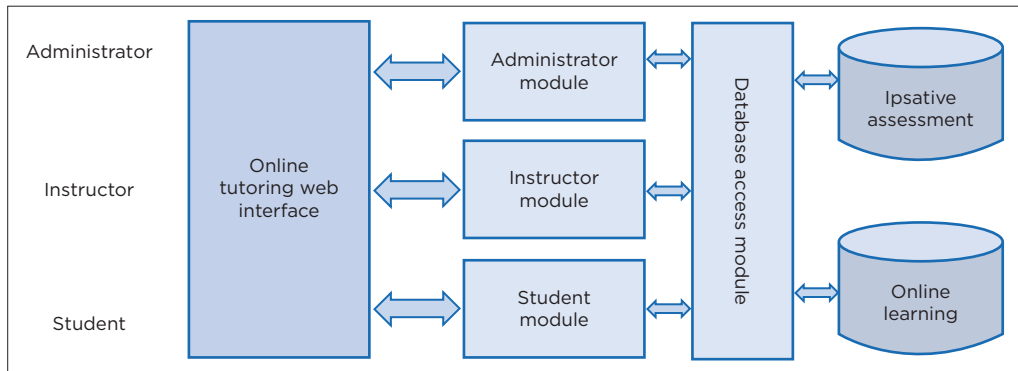 Administrator
Instructor
Student
Online
tutoring web
interface
Administrator
module
Instructor
module
Student
module
Database access module
Ipsative
assessment
Online
learning